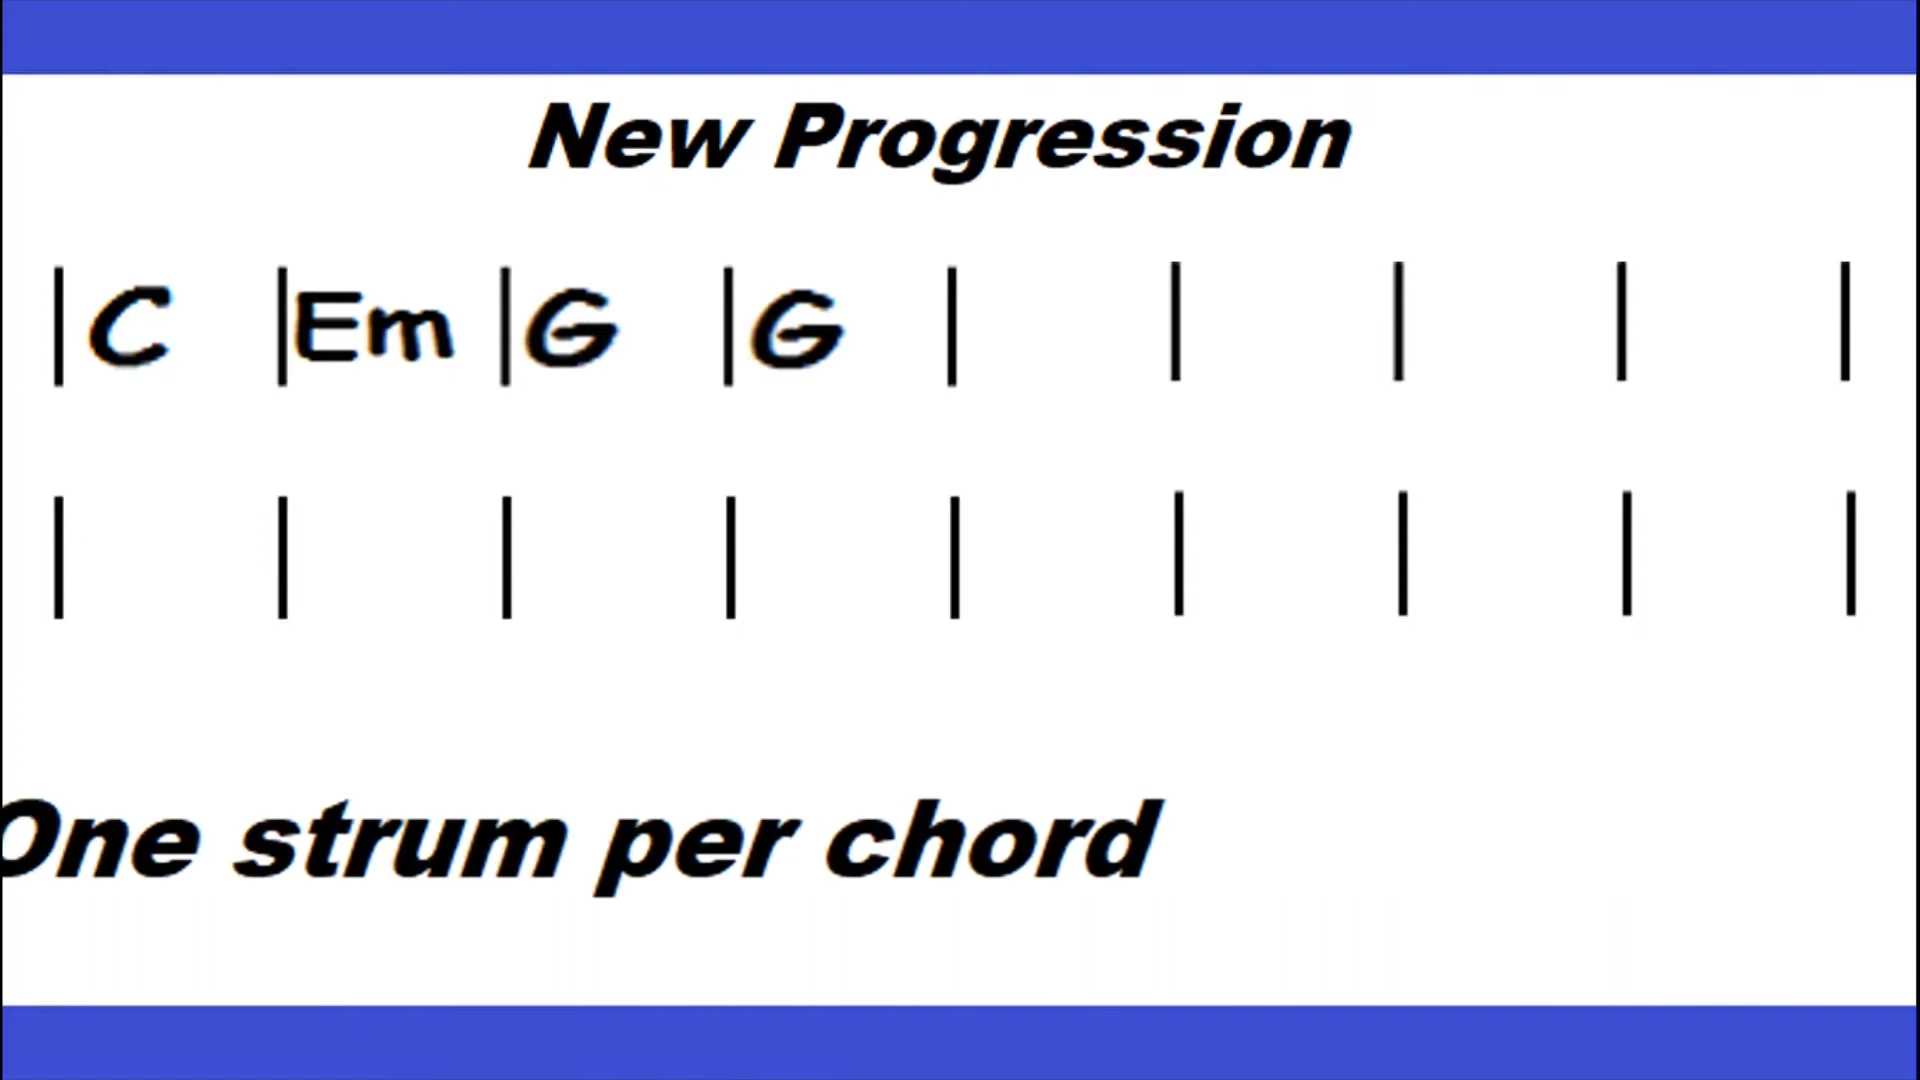 New Progression
|C |Em |G |G | | | | |
| | | | | | | | |
One strum per chord